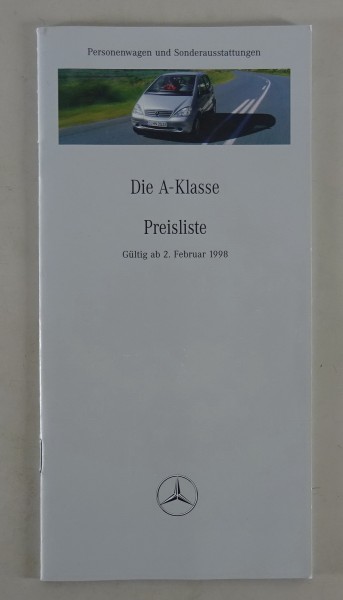 Personenwagen und Sonderausstattungen
Die A-Klasse
Preisliste
Gültig ab 2. Februar 1998